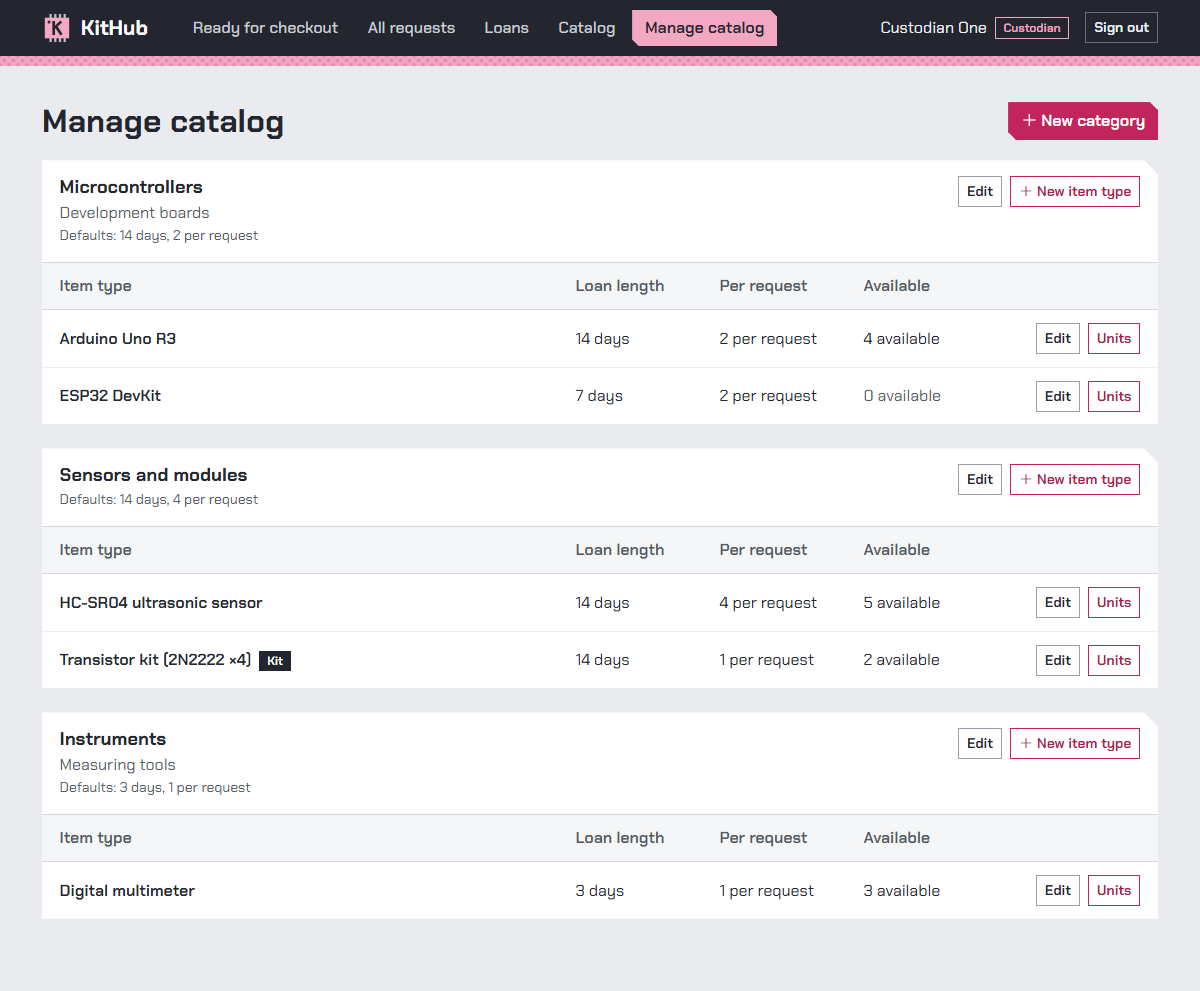 K KitHub Ready for checkout All requests Loans Catalog Manage catalog Custodian One Custodian Sign out
Manage catalog + New category
Microcontrollers Edit + New item type
Development boards
Defaults: 14 days, 2 per request
Item type Loan length Per request Available
Arduino Uno R3 14 days 2 per request 4 available Edit Units
ESP32 DevKit 7 days 2 per request 0 available Edit Units
Sensors and modules Edit + New item type
Defaults: 14 days, 4 per request
Item type Loan length Per request Available
HC-SR04 ultrasonic sensor 14 days 4 per request 5 available Edit Units
Transistor kit (2N2222 ×4) Kit 14 days 1 per request 2 available Edit Units
Instruments Edit + New item type
Measuring tools
Defaults: 3 days, 1 per request
Item type Loan length Per request Available
Digital multimeter 3 days 1 per request 3 available Edit Units